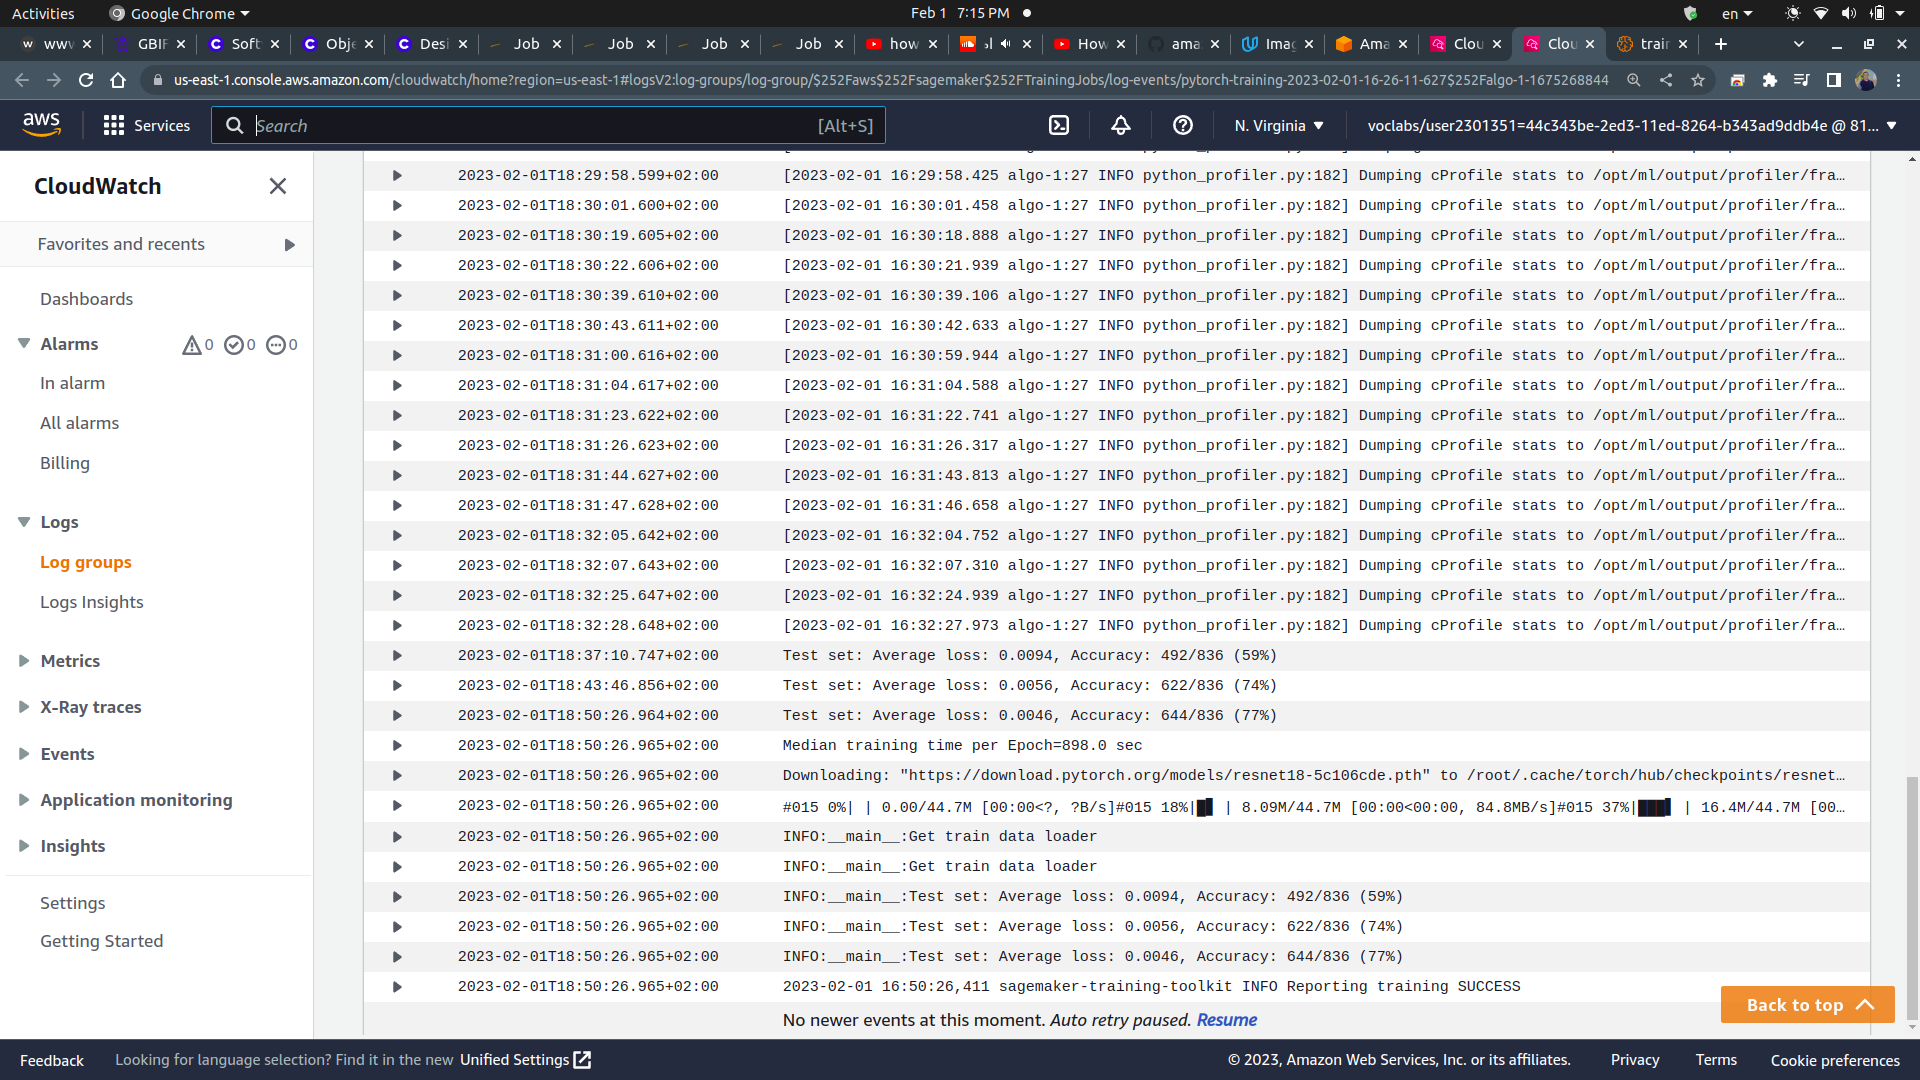 Activities Google Chrome Feb 1 7:15 PM en
www GBIF Soft Obje Desi Job Job Job Job how al How ama Imag Ama Clou Clou train
us-east-1.console.aws.amazon.com/cloudwatch/home?region=us-east-1#logsV2:log-groups/log-group/$252Faws$252Fsagemaker$252FTrainingJobs/log-events/pytorch-training-2023-02-01-16-26-11-627$252Falgo-1-1675268844
aws Services Search [Alt+S] N. Virginia voclabs/user2301351=44c343be-2ed3-11ed-8264-b343ad9ddb4e @ 81...
CloudWatch
Favorites and recents
Dashboards
Alarms 0 0 0
In alarm
All alarms
Billing
Logs
Log groups
Logs Insights
Metrics
X-Ray traces
Events
Application monitoring
Insights
Settings
Getting Started
2023-02-01T18:29:58.599+02:00 [2023-02-01 16:29:58.425 algo-1:27 INFO python_profiler.py:182] Dumping cProfile stats to /opt/ml/output/profiler/fra…
2023-02-01T18:30:01.600+02:00 [2023-02-01 16:30:01.458 algo-1:27 INFO python_profiler.py:182] Dumping cProfile stats to /opt/ml/output/profiler/fra…
2023-02-01T18:30:19.605+02:00 [2023-02-01 16:30:18.888 algo-1:27 INFO python_profiler.py:182] Dumping cProfile stats to /opt/ml/output/profiler/fra…
2023-02-01T18:30:22.606+02:00 [2023-02-01 16:30:21.939 algo-1:27 INFO python_profiler.py:182] Dumping cProfile stats to /opt/ml/output/profiler/fra…
2023-02-01T18:30:39.610+02:00 [2023-02-01 16:30:39.106 algo-1:27 INFO python_profiler.py:182] Dumping cProfile stats to /opt/ml/output/profiler/fra…
2023-02-01T18:30:43.611+02:00 [2023-02-01 16:30:42.633 algo-1:27 INFO python_profiler.py:182] Dumping cProfile stats to /opt/ml/output/profiler/fra…
2023-02-01T18:31:00.616+02:00 [2023-02-01 16:30:59.944 algo-1:27 INFO python_profiler.py:182] Dumping cProfile stats to /opt/ml/output/profiler/fra…
2023-02-01T18:31:04.617+02:00 [2023-02-01 16:31:04.588 algo-1:27 INFO python_profiler.py:182] Dumping cProfile stats to /opt/ml/output/profiler/fra…
2023-02-01T18:31:23.622+02:00 [2023-02-01 16:31:22.741 algo-1:27 INFO python_profiler.py:182] Dumping cProfile stats to /opt/ml/output/profiler/fra…
2023-02-01T18:31:26.623+02:00 [2023-02-01 16:31:26.317 algo-1:27 INFO python_profiler.py:182] Dumping cProfile stats to /opt/ml/output/profiler/fra…
2023-02-01T18:31:44.627+02:00 [2023-02-01 16:31:43.813 algo-1:27 INFO python_profiler.py:182] Dumping cProfile stats to /opt/ml/output/profiler/fra…
2023-02-01T18:31:47.628+02:00 [2023-02-01 16:31:46.658 algo-1:27 INFO python_profiler.py:182] Dumping cProfile stats to /opt/ml/output/profiler/fra…
2023-02-01T18:32:05.642+02:00 [2023-02-01 16:32:04.752 algo-1:27 INFO python_profiler.py:182] Dumping cProfile stats to /opt/ml/output/profiler/fra…
2023-02-01T18:32:07.643+02:00 [2023-02-01 16:32:07.310 algo-1:27 INFO python_profiler.py:182] Dumping cProfile stats to /opt/ml/output/profiler/fra…
2023-02-01T18:32:25.647+02:00 [2023-02-01 16:32:24.939 algo-1:27 INFO python_profiler.py:182] Dumping cProfile stats to /opt/ml/output/profiler/fra…
2023-02-01T18:32:28.648+02:00 [2023-02-01 16:32:27.973 algo-1:27 INFO python_profiler.py:182] Dumping cProfile stats to /opt/ml/output/profiler/fra…
2023-02-01T18:37:10.747+02:00 Test set: Average loss: 0.0094, Accuracy: 492/836 (59%)
2023-02-01T18:43:46.856+02:00 Test set: Average loss: 0.0056, Accuracy: 622/836 (74%)
2023-02-01T18:50:26.964+02:00 Test set: Average loss: 0.0046, Accuracy: 644/836 (77%)
2023-02-01T18:50:26.965+02:00 Median training time per Epoch=898.0 sec
2023-02-01T18:50:26.965+02:00 Downloading: "https://download.pytorch.org/models/resnet18-5c106cde.pth" to /root/.cache/torch/hub/checkpoints/resnet…
2023-02-01T18:50:26.965+02:00 #015 0%| | 0.00/44.7M [00:00<?, ?B/s]#015 18%|█▊ | 8.09M/44.7M [00:00<00:00, 84.8MB/s]#015 37%|███▋ | 16.4M/44.7M [00…
2023-02-01T18:50:26.965+02:00 INFO:__main__:Get train data loader
2023-02-01T18:50:26.965+02:00 INFO:__main__:Get train data loader
2023-02-01T18:50:26.965+02:00 INFO:__main__:Test set: Average loss: 0.0094, Accuracy: 492/836 (59%)
2023-02-01T18:50:26.965+02:00 INFO:__main__:Test set: Average loss: 0.0056, Accuracy: 622/836 (74%)
2023-02-01T18:50:26.965+02:00 INFO:__main__:Test set: Average loss: 0.0046, Accuracy: 644/836 (77%)
2023-02-01T18:50:26.965+02:00 2023-02-01 16:50:26,411 sagemaker-training-toolkit INFO Reporting training SUCCESS
No newer events at this moment. Auto retry paused. Resume
Back to top
Feedback Looking for language selection? Find it in the new Unified Settings © 2023, Amazon Web Services, Inc. or its affiliates. Privacy Terms Cookie preferences